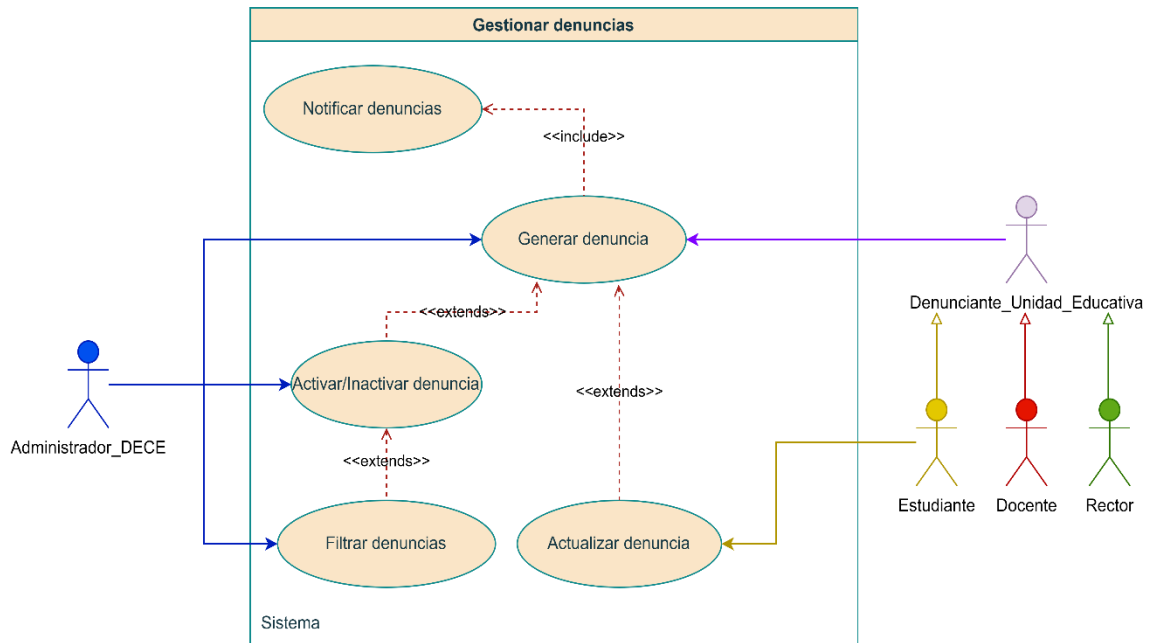 Gestionar denuncias
Notificar denuncias
<<include>>
Generar denuncia
<<extends>>
Denunciante_Unidad_Educativa
Activar/Inactivar denuncia
<<extends>>
Administrador_DECE
<<extends>>
Estudiante
Docente
Rector
Filtrar denuncias
Actualizar denuncia
Sistema